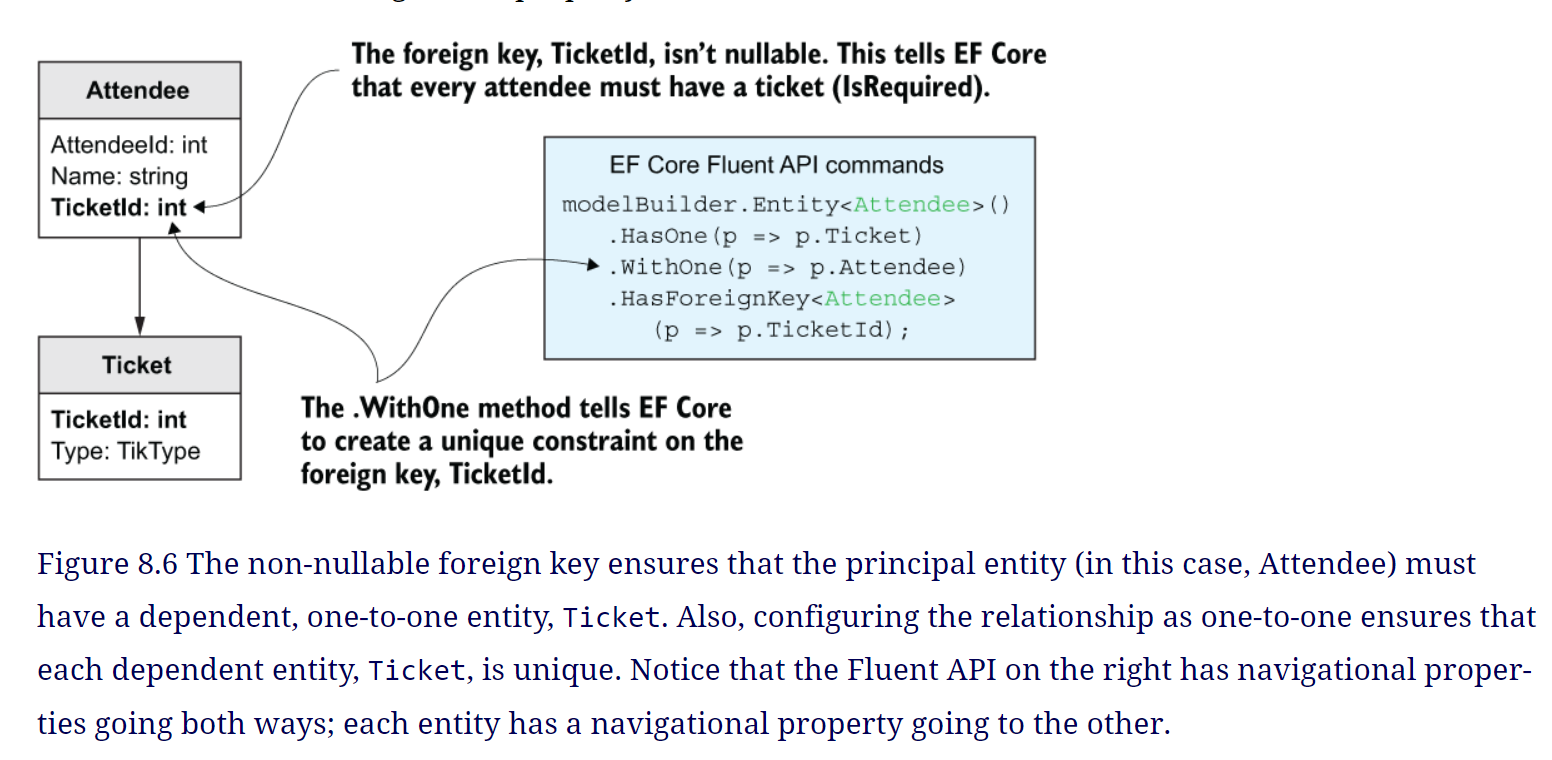 The foreign key, TicketId, isn't nullable. This tells EF Core
that every attendee must have a ticket (IsRequired).
Attendee
AttendeeId: int
Name: string
TicketId: int
EF Core Fluent API commands
modelBuilder.Entity<Attendee>()
.HasOne(p => p.Ticket)
.WithOne(p => p.Attendee)
.HasForeignKey<Attendee>
(p => p.TicketId);
Ticket
TicketId: int
Type: TikType
The .WithOne method tells EF Core
to create a unique constraint on the
foreign key, TicketId.
Figure 8.6 The non-nullable foreign key ensures that the principal entity (in this case, Attendee) must
have a dependent, one-to-one entity, Ticket. Also, configuring the relationship as one-to-one ensures that
each dependent entity, Ticket, is unique. Notice that the Fluent API on the right has navigational proper-
ties going both ways; each entity has a navigational property going to the other.